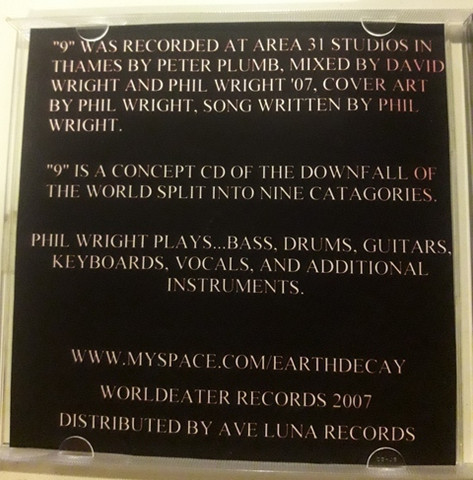 "9" WAS RECORDED AT AREA 31 STUDIOS IN
THAMES BY PETER PLUMB, MIXED BY DAVID
WRIGHT AND PHIL WRIGHT '07, COVER ART
BY PHIL WRIGHT, SONG WRITTEN BY PHIL
WRIGHT.
"9" IS A CONCEPT CD OF THE DOWNFALL OF
THE WORLD SPLIT INTO NINE CATAGORIES.
PHIL WRIGHT PLAYS...BASS, DRUMS, GUITARS,
KEYBOARDS, VOCALS, AND ADDITIONAL
INSTRUMENTS.
WWW.MYSPACE.COM/EARTHDECAY
WORLDEATER RECORDS 2007
DISTRIBUTED BY AVE LUNA RECORDS